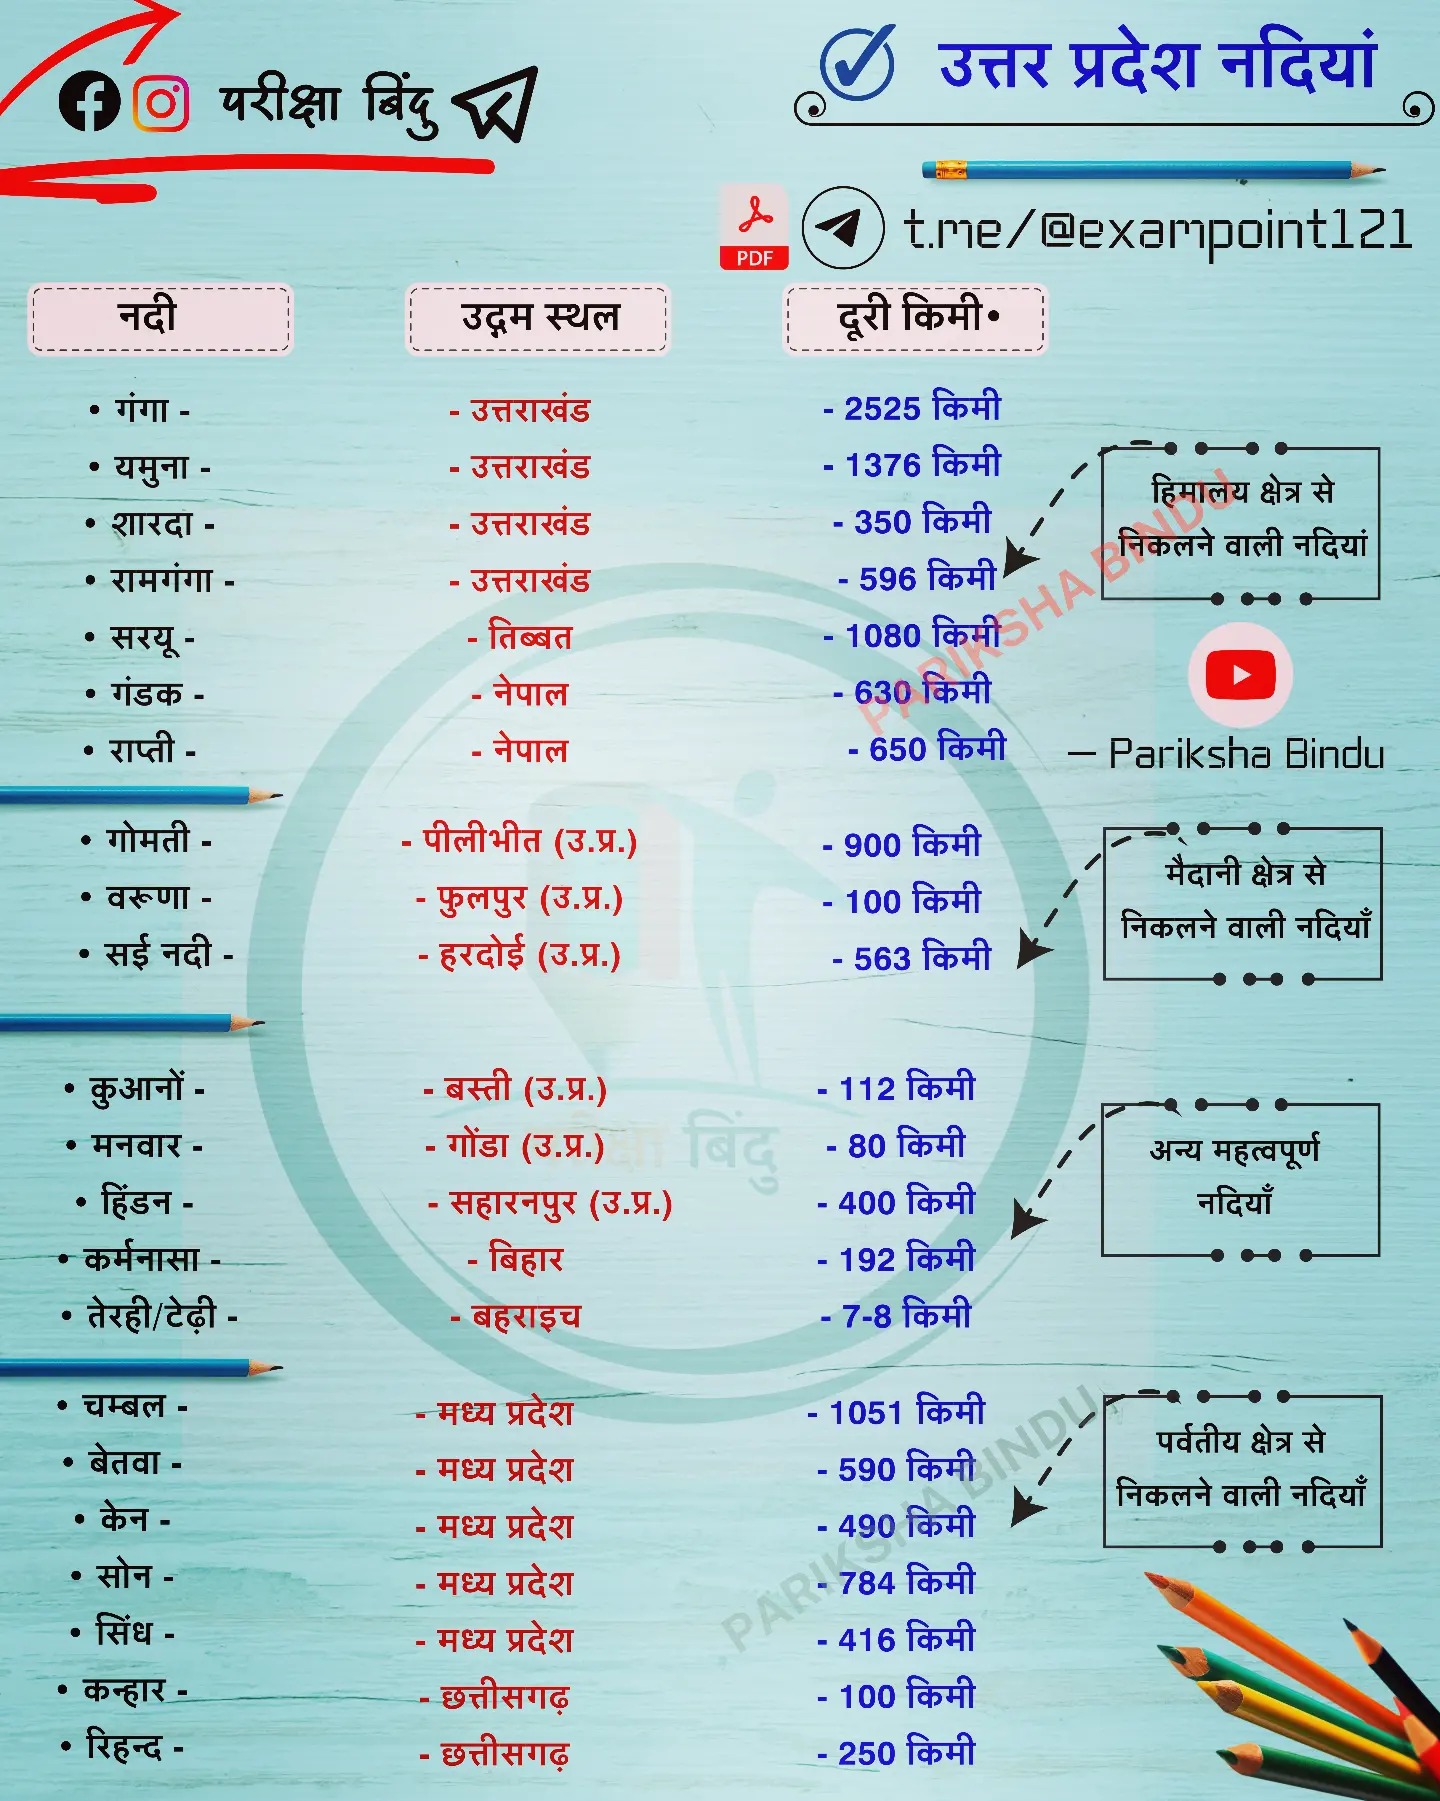 परीक्षा बिंदु
उत्तर प्रदेश नदियां
PDF
t.me/@exampoint121
नदी उद्गम स्थल दूरी किमी•
• गंगा - - उत्तराखंड - 2525 किमी
• यमुना - - उत्तराखंड - 1376 किमी
• शारदा - - उत्तराखंड - 350 किमी
• रामगंगा - - उत्तराखंड - 596 किमी
• सरयू - - तिब्बत - 1080 किमी
• गंडक - - नेपाल - 630 किमी
• राप्ती - - नेपाल - 650 किमी
हिमालय क्षेत्र से
निकलने वाली नदियां
PARIKSHA BINDU
– Pariksha Bindu
• गोमती - - पीलीभीत (उ.प्र.) - 900 किमी
• वरूणा - - फुलपुर (उ.प्र.) - 100 किमी
• सई नदी - - हरदोई (उ.प्र.) - 563 किमी
मैदानी क्षेत्र से
निकलने वाली नदियाँ
• कुआनों - - बस्ती (उ.प्र.) - 112 किमी
• मनवार - - गोंडा (उ.प्र.) - 80 किमी
• हिंडन - - सहारनपुर (उ.प्र.) - 400 किमी
• कर्मनासा - - बिहार - 192 किमी
• तेरही/टेढ़ी - - बहराइच - 7-8 किमी
अन्य महत्वपूर्ण
नदियाँ
परीक्षा बिंदु
• चम्बल - - मध्य प्रदेश - 1051 किमी
• बेतवा - - मध्य प्रदेश - 590 किमी
• केन - - मध्य प्रदेश - 490 किमी
• सोन - - मध्य प्रदेश - 784 किमी
• सिंध - - मध्य प्रदेश - 416 किमी
• कन्हार - - छत्तीसगढ़ - 100 किमी
• रिहन्द - - छत्तीसगढ़ - 250 किमी
पर्वतीय क्षेत्र से
निकलने वाली नदियाँ
PARIKSHA BINDU